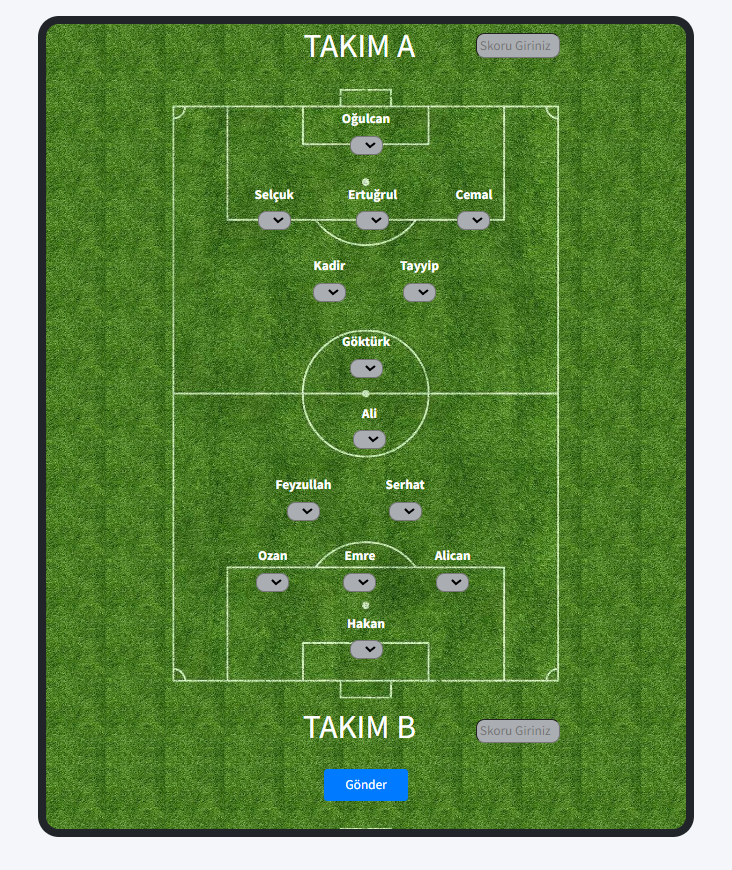 TAKIM A
Skoru Giriniz
Oğulcan
Selçuk Ertuğrul Cemal
Kadir Tayyip
Göktürk
Ali
Feyzullah Serhat
Ozan Emre Alican
Hakan
TAKIM B
Skoru Giriniz
Gönder